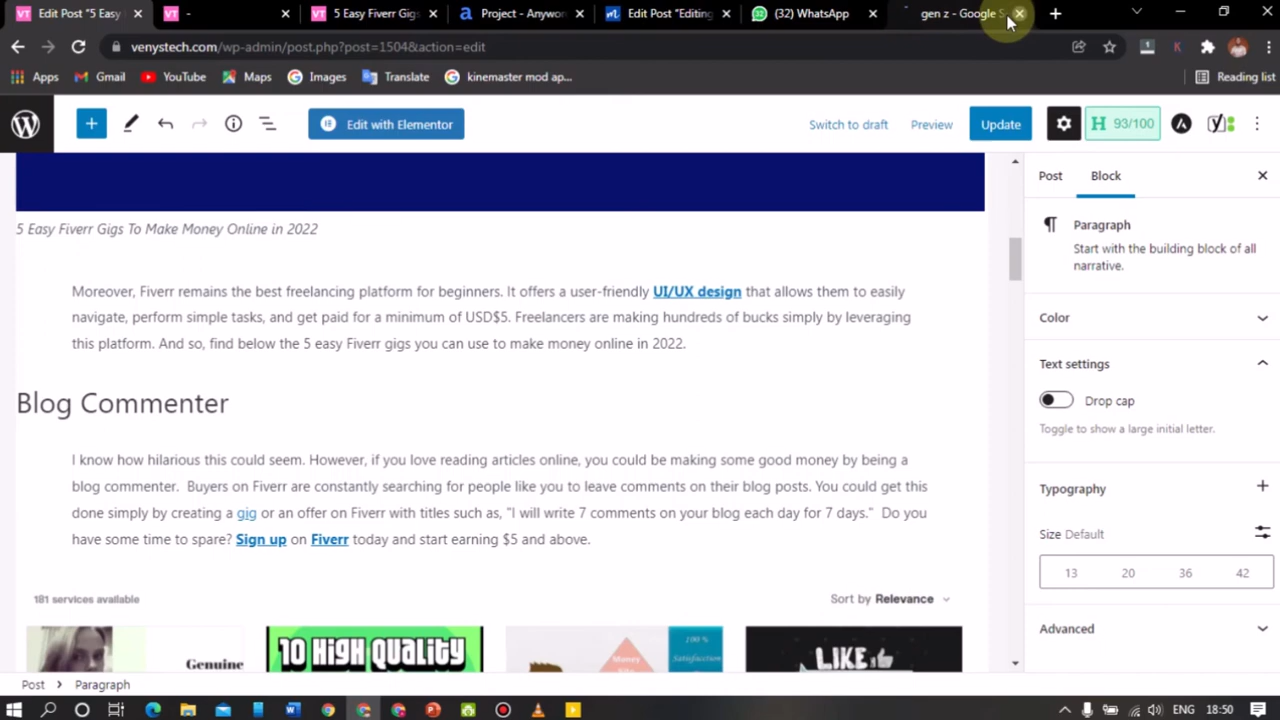 Edit Post "5 Easy
-
5 Easy Fiverr Gigs
Project - Anywor
Edit Post "Editing
(32) WhatsApp
gen z - Google S
venystech.com/wp-admin/post.php?post=1504&action=edit
Apps
Gmail
YouTube
Maps
Images
Translate
kinemaster mod ap...
Reading list
Edit with Elementor
Switch to draft
Preview
Update
H 93/100
5 Easy Fiverr Gigs To Make Money Online in 2022
Moreover, Fiverr remains the best freelancing platform for beginners. It offers a user-friendly UI/UX design that allows them to easily
navigate, perform simple tasks, and get paid for a minimum of USD$5. Freelancers are making hundreds of bucks simply by leveraging
this platform. And so, find below the 5 easy Fiverr gigs you can use to make money online in 2022.
Blog Commenter
I know how hilarious this could seem. However, if you love reading articles online, you could be making some good money by being a
blog commenter. Buyers on Fiverr are constantly searching for people like you to leave comments on their blog posts. You could get this
done simply by creating a gig or an offer on Fiverr with titles such as, "I will write 7 comments on your blog each day for 7 days." Do you
have some time to spare? Sign up on Fiverr today and start earning $5 and above.
181 services available
Sort by Relevance
Genuine
10 HIGH QUALITY
Money
100 %
Satisfaction
LIKE
Post
Block
Paragraph
Start with the building block of all
narrative.
Color
Text settings
Drop cap
Toggle to show a large initial letter.
Typography
Size Default
13
20
36
42
Advanced
Post
Paragraph
ENG
18:50